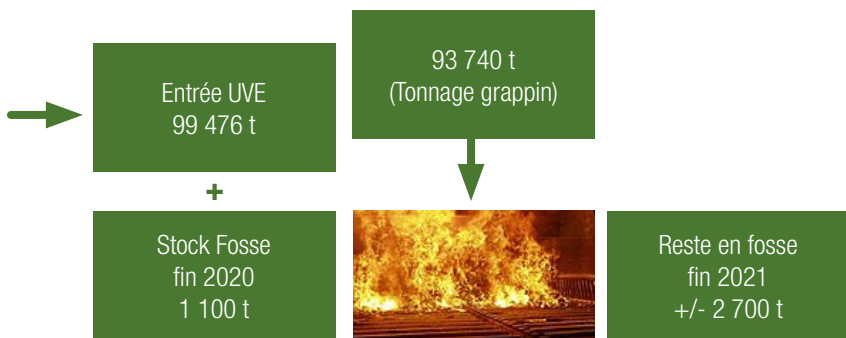 Entrée UVE
99 476 t
+
Stock Fosse
fin 2020
1 100 t
93 740 t
(Tonnage grappin)
Reste en fosse
fin 2021
+/- 2 700 t